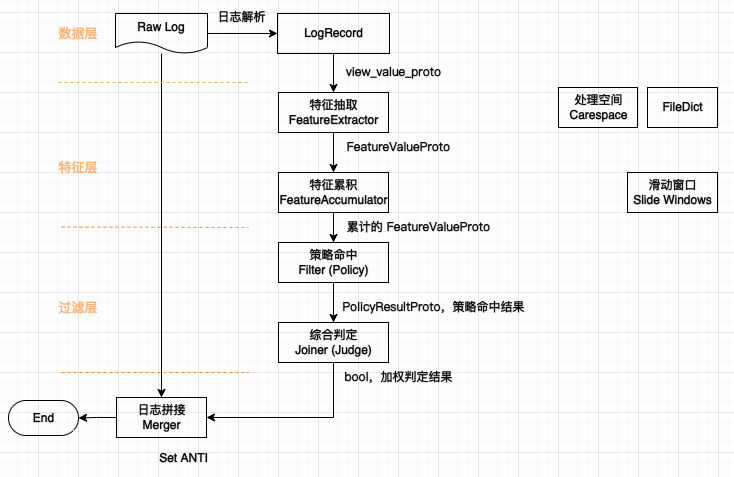 数据层
Raw Log
日志解析
LogRecord
view_value_proto
特征抽取
FeatureExtractor
处理空间
Carespace
FileDict
FeatureValueProto
特征层
特征累积
FeatureAccumulator
滑动窗口
Slide Windows
累计的 FeatureValueProto
策略命中
Filter (Policy)
过滤层
PolicyResultProto，策略命中结果
综合判定
Joiner (Judge)
bool，加权判定结果
End
日志拼接
Merger
Set ANTI